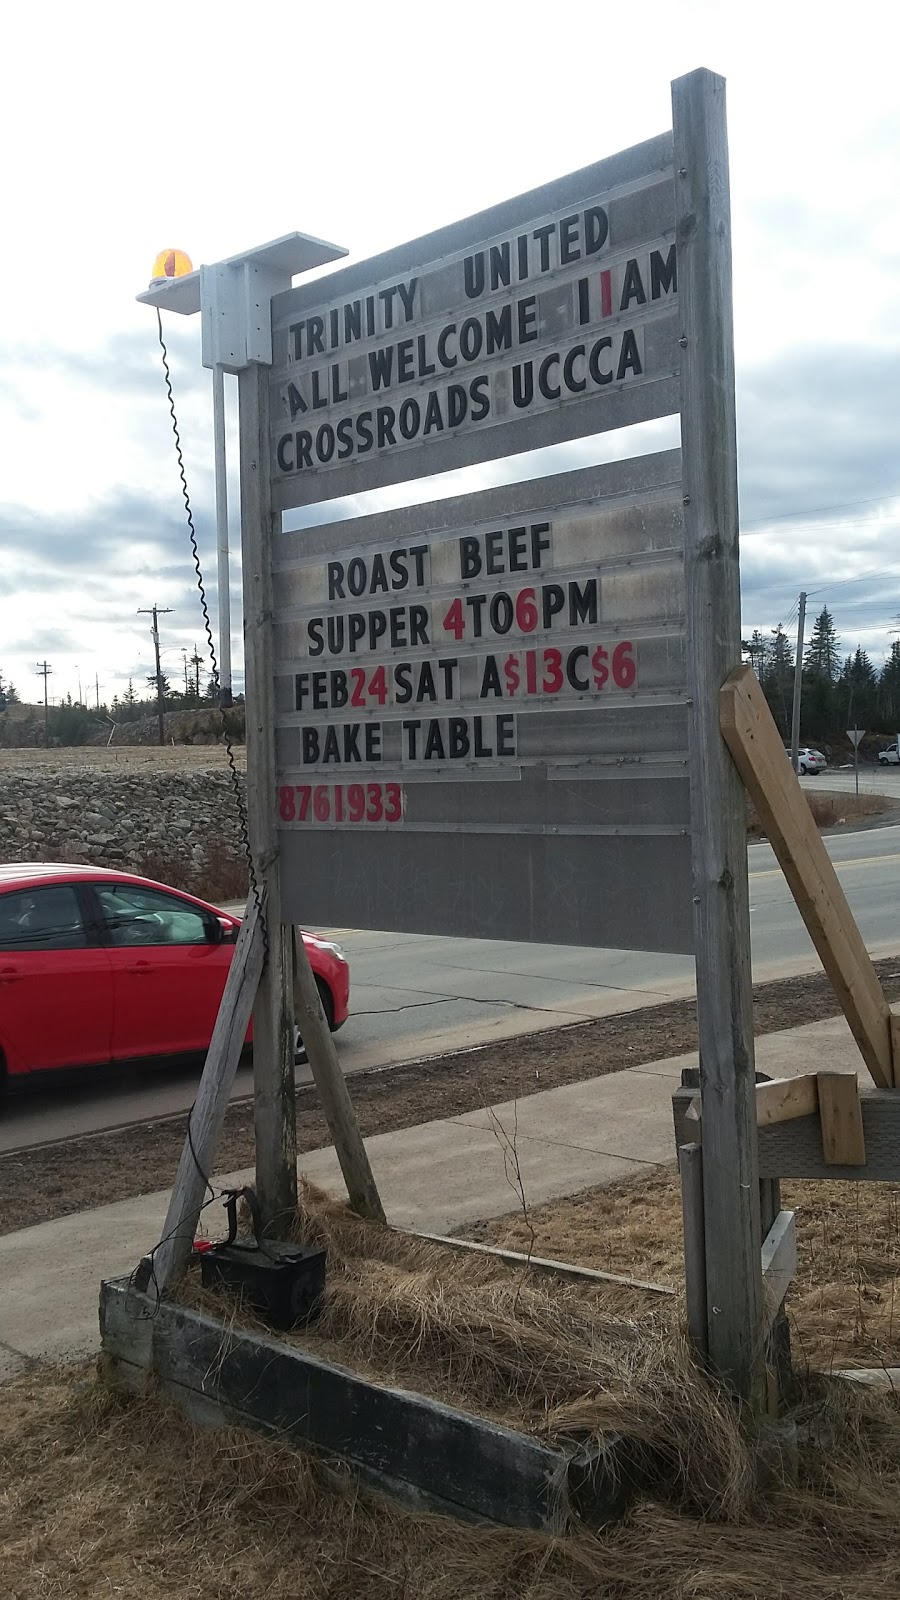 TRINITY UNITED
ALL WELCOME 11AM
CROSSROADS UCCCA
ROAST BEEF
SUPPER 4TO6PM
FEB24SAT A$13C$6
BAKE TABLE
8761933